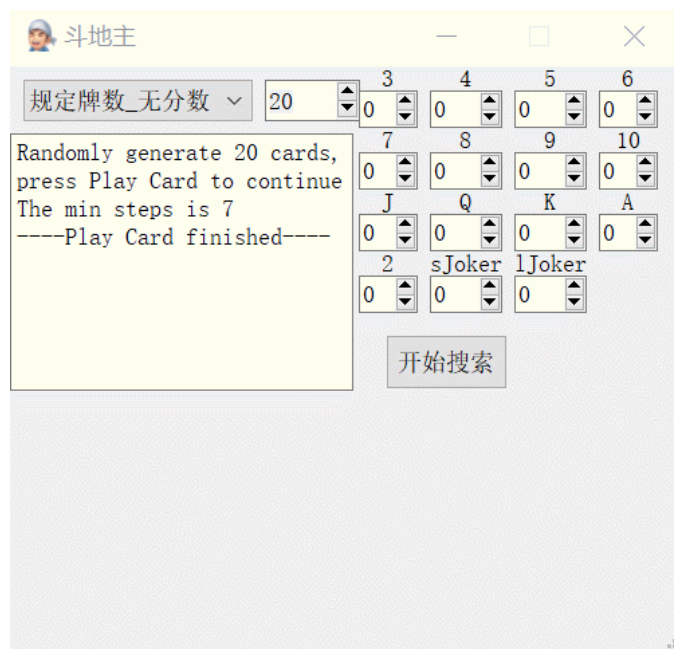 斗地主
规定牌数_无分数 20
Randomly generate 20 cards,
press Play Card to continue
The min steps is 7
----Play Card finished----
3 4 5 6
0 0 0 0
7 8 9 10
0 0 0 0
J Q K A
0 0 0 0
2 sJoker lJoker
0 0 0
开始搜索